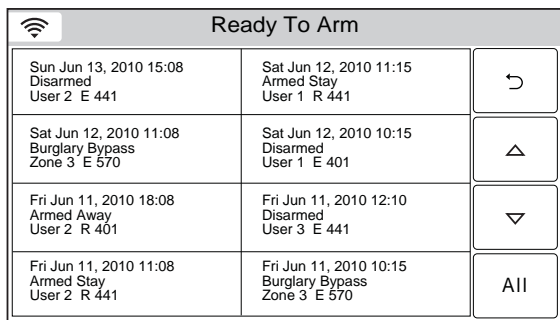 Ready To Arm
Sun Jun 13, 2010 15:08
Disarmed
User 2 E 441
Sat Jun 12, 2010 11:15
Armed Stay
User 1 R 441
Sat Jun 12, 2010 11:08
Burglary Bypass
Zone 3 E 570
Sat Jun 12, 2010 10:15
Disarmed
User 1 E 401
Fri Jun 11, 2010 18:08
Armed Away
User 2 R 401
Fri Jun 11, 2010 12:10
Disarmed
User 3 E 441
Fri Jun 11, 2010 11:08
Armed Stay
User 2 R 441
Fri Jun 11, 2010 10:15
Burglary Bypass
Zone 3 E 570
All